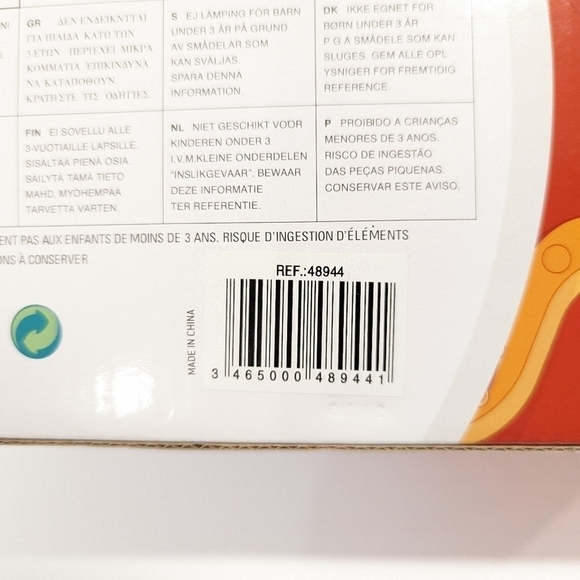 NI
GR ΔΕΝ ΕΝΔΕΙΚΝΤΤΑΙ
ΓΙΑ ΠΑΙΔΙΑ ΚΑΤΩ ΤΩΝ
3 ΕΤΩΝ. ΠΕΡΙΕΧΕΙ ΜΙΚΡΑ
ΚΟΜΜΑΤΙΑ ΕΠΙΚΙΝΔΥΝΑ
ΝΑ ΚΑΤΑΠΟΘΟΥΝ.
ΚΡΑΤΗΣΤΕ ΤΙΣ ΟΔΗΓΙΕΣ
S EJ LÄMPING FÖR BARN
UNDER 3 ÅR PÅ GRUND
AV SMÅDELAR SOM
KAN SVÄLJAS.
SPARA DENNA
INFORMATION.
DK IKKE EGNET FOR
BØRN UNDER 3 ÅR
P G A SMÅDELE SOM KAN
SLUGES. GEM ALLE OPL
YSNIGER FOR FREMTIDIG
REFERENCE.
FIN EI SOVELLU ALLE
3-VUOTIAILLE LAPSILLE.
SISÄLTÄÄ PIENÄ OSIA.
SÄILYTÄ TÄMÄ TIETO
MAHD. MYÖHEMPÄÄ
TARVETTA VARTEN.
NL NIET GESCHIKT VOOR
KINDEREN ONDER 3
I.V.M.KLEINE ONDERDELEN
"INSLIKGEVAAR". BEWAAR
DEZE INFORMATIE
TER REFERENTIE.
P PROIBIDO A CRIANÇAS
MENORES DE 3 ANOS.
RISCO DE INGESTÃO
DAS PEÇAS PIQUENAS.
CONSERVAR ESTE AVISO.
ENT PAS AUX ENFANTS DE MOINS DE 3 ANS. RISQUE D'INGESTION D'ÉLÉMENTS
ONS À CONSERVER
MADE IN CHINA
REF.:48944
3 465000 489441